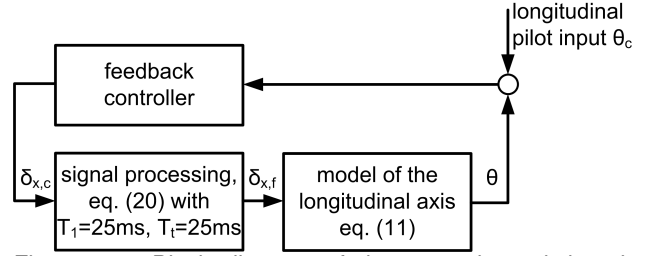 longitudinal
pilot input θc
feedback
controller
δx,c
signal processing,
eq. (20) with
T1=25ms, Tt=25ms
δx,f
model of the
longitudinal axis
eq. (11)
θ